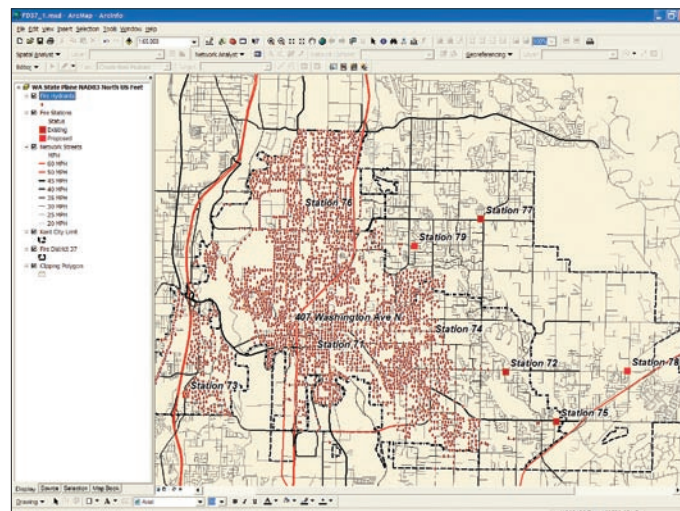 FD37_1.mxd - ArcMap - ArcInfo
File Edit View Insert Selection Tools Window Help
1:65,003
Spatial Analyst
Network Analyst
Georeferencing
Editing
WA State Plane NAD83 North US Feet
Fire Hydrants
Fire Stations
Status
Existing
Proposed
Network Streets
MPH
60 MPH
50 MPH
45 MPH
40 MPH
35 MPH
30 MPH
25 MPH
20 MPH
Kent City Limit
Fire District 37
Clipping Polygon
Station 76
Station 77
Station 79
407 Washington Ave N.
Station 74
Station 71
Station 72
Station 78
Station 73
Station 75
Display Source Selection Map Book
Drawing
Arial
B I U A